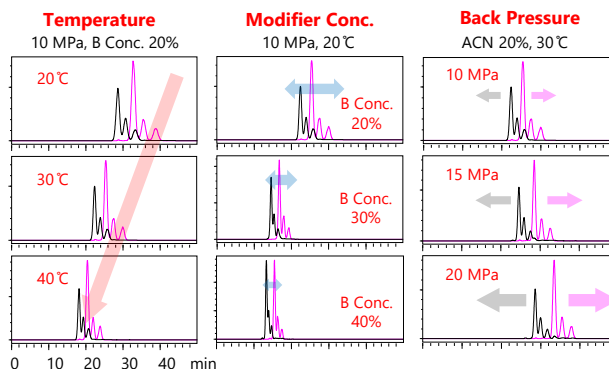 Temperature
10 MPa, B Conc. 20%
20℃
30℃
40℃
0 10 20 30 40 min
Modifier Conc.
10 MPa, 20℃
B Conc.
20%
B Conc.
30%
B Conc.
40%
Back Pressure
ACN 20%, 30℃
10 MPa
15 MPa
20 MPa